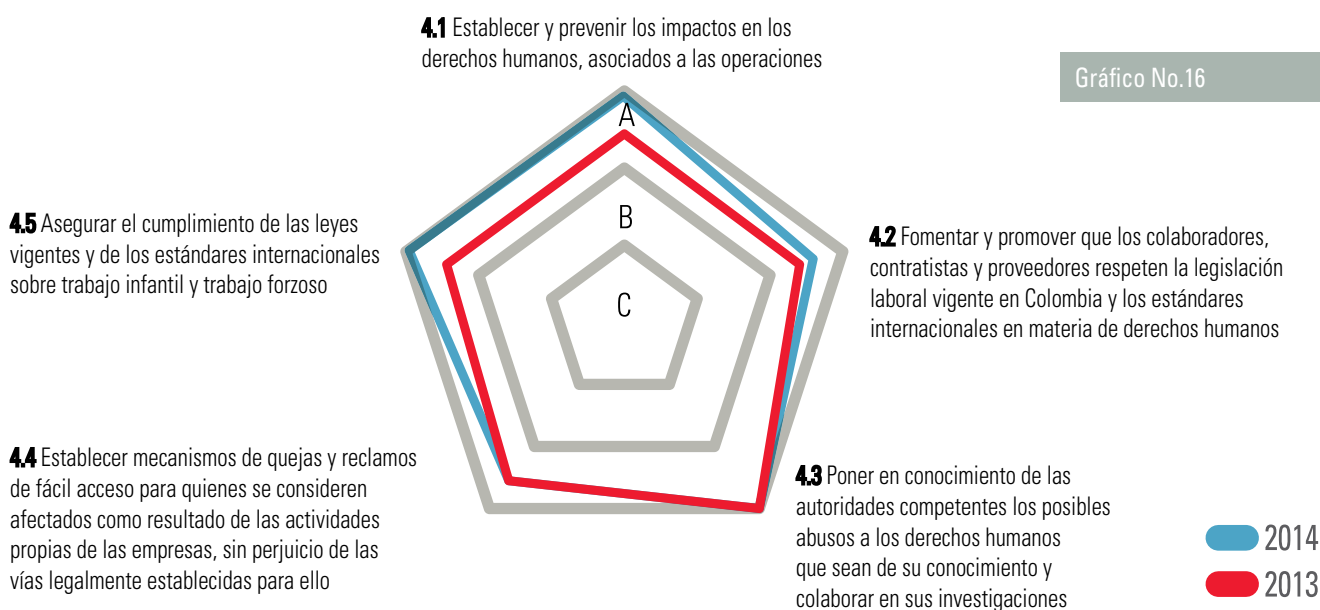 4.1 Establecer y prevenir los impactos en los
derechos humanos, asociados a las operaciones
Gráfico No.16
A
B
C
4.5 Asegurar el cumplimiento de las leyes
vigentes y de los estándares internacionales
sobre trabajo infantil y trabajo forzoso
4.2 Fomentar y promover que los colaboradores,
contratistas y proveedores respeten la legislación
laboral vigente en Colombia y los estándares
internacionales en materia de derechos humanos
4.4 Establecer mecanismos de quejas y reclamos
de fácil acceso para quienes se consideren
afectados como resultado de las actividades
propias de las empresas, sin perjuicio de las
vías legalmente establecidas para ello
4.3 Poner en conocimiento de las
autoridades competentes los posibles
abusos a los derechos humanos
que sean de su conocimiento y
colaborar en sus investigaciones
2014
2013